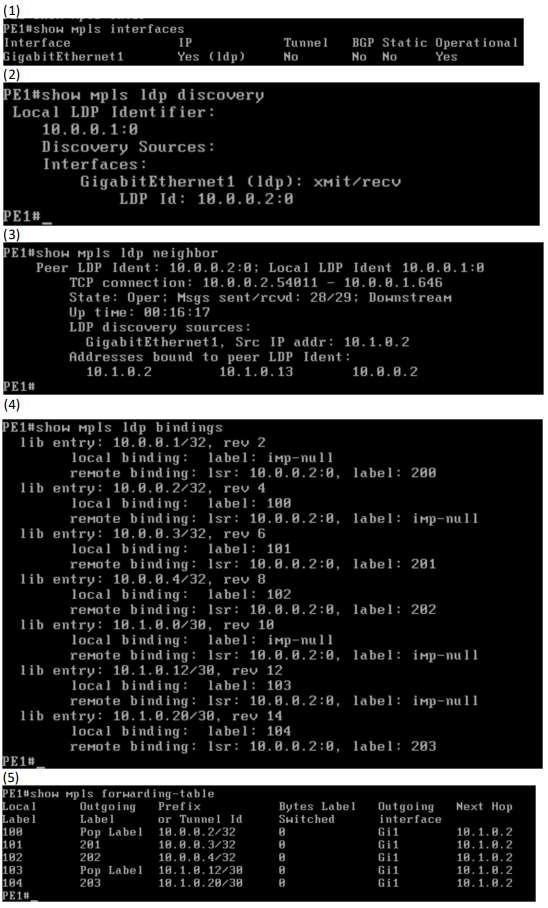 (1)
PE1#show mpls interfaces
Interface IP Tunnel BGP Static Operational
GigabitEthernet1 Yes (ldp) No No No Yes
(2)
PE1#show mpls ldp discovery
Local LDP Identifier:
10.0.0.1:0
Discovery Sources:
Interfaces:
GigabitEthernet1 (ldp): xmit/recv
LDP Id: 10.0.0.2:0
PE1#_
(3)
PE1#show mpls ldp neighbor
Peer LDP Ident: 10.0.0.2:0; Local LDP Ident 10.0.0.1:0
TCP connection: 10.0.0.2.54011 - 10.0.0.1.646
State: Oper; Msgs sent/rcvd: 28/29; Downstream
Up time: 00:16:17
LDP discovery sources:
GigabitEthernet1, Src IP addr: 10.1.0.2
Addresses bound to peer LDP Ident:
10.1.0.2 10.1.0.13 10.0.0.2
PE1#
(4)
PE1#show mpls ldp bindings
lib entry: 10.0.0.1/32, rev 2
local binding: label: imp-null
remote binding: lsr: 10.0.0.2:0, label: 200
lib entry: 10.0.0.2/32, rev 4
local binding: label: 100
remote binding: lsr: 10.0.0.2:0, label: imp-null
lib entry: 10.0.0.3/32, rev 6
local binding: label: 101
remote binding: lsr: 10.0.0.2:0, label: 201
lib entry: 10.0.0.4/32, rev 8
local binding: label: 102
remote binding: lsr: 10.0.0.2:0, label: 202
lib entry: 10.1.0.0/30, rev 10
local binding: label: imp-null
remote binding: lsr: 10.0.0.2:0, label: imp-null
lib entry: 10.1.0.12/30, rev 12
local binding: label: 103
remote binding: lsr: 10.0.0.2:0, label: imp-null
lib entry: 10.1.0.20/30, rev 14
local binding: label: 104
remote binding: lsr: 10.0.0.2:0, label: 203
PE1#_
(5)
PE1#show mpls forwarding-table
Local Outgoing Prefix Bytes Label Outgoing Next Hop
Label Label or Tunnel Id Switched interface
100 Pop Label 10.0.0.2/32 0 Gi1 10.1.0.2
101 201 10.0.0.3/32 0 Gi1 10.1.0.2
102 202 10.0.0.4/32 0 Gi1 10.1.0.2
103 Pop Label 10.1.0.12/30 0 Gi1 10.1.0.2
104 203 10.1.0.20/30 0 Gi1 10.1.0.2
PE1#_